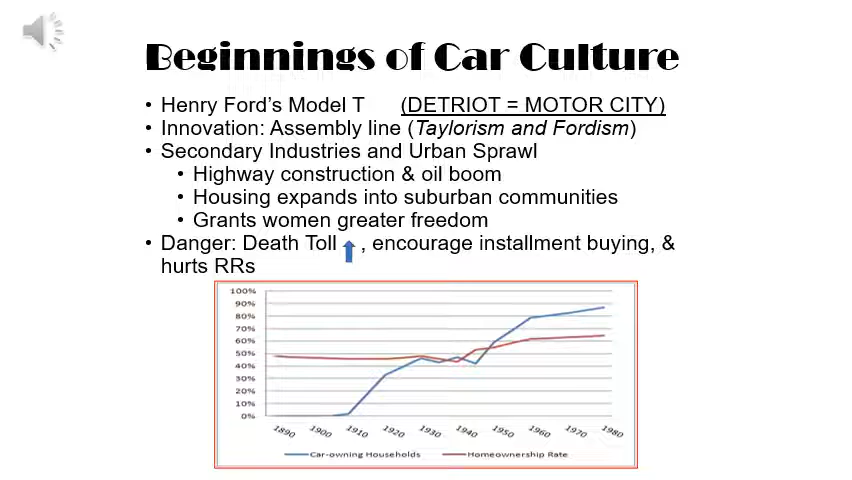 Beginnings of Car Culture
• Henry Ford's Model T (DETRIOT = MOTOR CITY)
• Innovation: Assembly line (Taylorism and Fordism)
• Secondary Industries and Urban Sprawl
• Highway construction & oil boom
• Housing expands into suburban communities
• Grants women greater freedom
• Danger: Death Toll , encourage installment buying, &
hurts RRs
100%
90%
80%
70%
60%
50%
40%
30%
20%
10%
0%
1890 1900 1910 1920 1930 1940 1950 1960 1970 1980
Car-owning Households Homeownership Rate